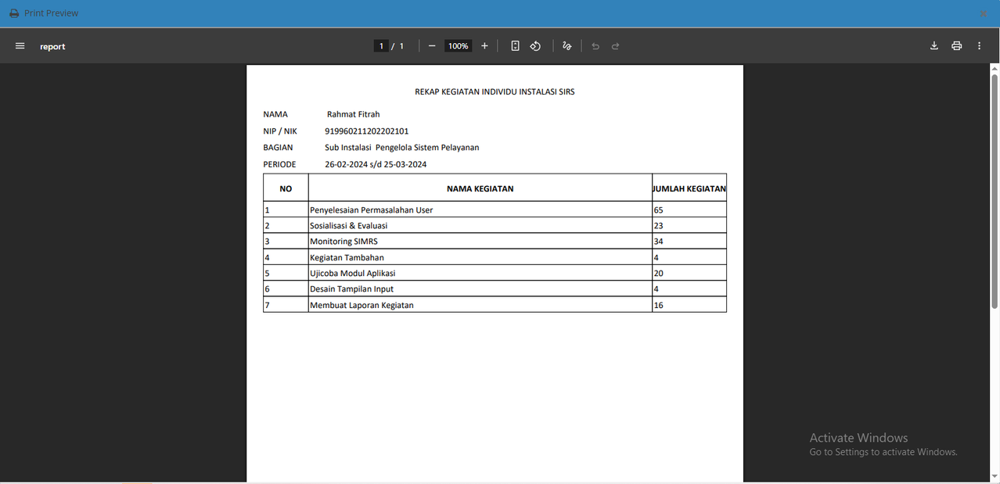 Print Preview
report
1 / 1
100%
REKAP KEGIATAN INDIVIDU INSTALASI SIRS
NAMA Rahmat Fitrah
NIP / NIK 919960211202202101
BAGIAN Sub Instalasi Pengelola Sistem Pelayanan
PERIODE 26-02-2024 s/d 25-03-2024
NO NAMA KEGIATAN JUMLAH KEGIATAN
1 Penyelesaian Permasalahan User 65
2 Sosialisasi & Evaluasi 23
3 Monitoring SIMRS 34
4 Kegiatan Tambahan 4
5 Ujicoba Modul Aplikasi 20
6 Desain Tampilan Input 4
7 Membuat Laporan Kegiatan 16
Activate Windows
Go to Settings to activate Windows.